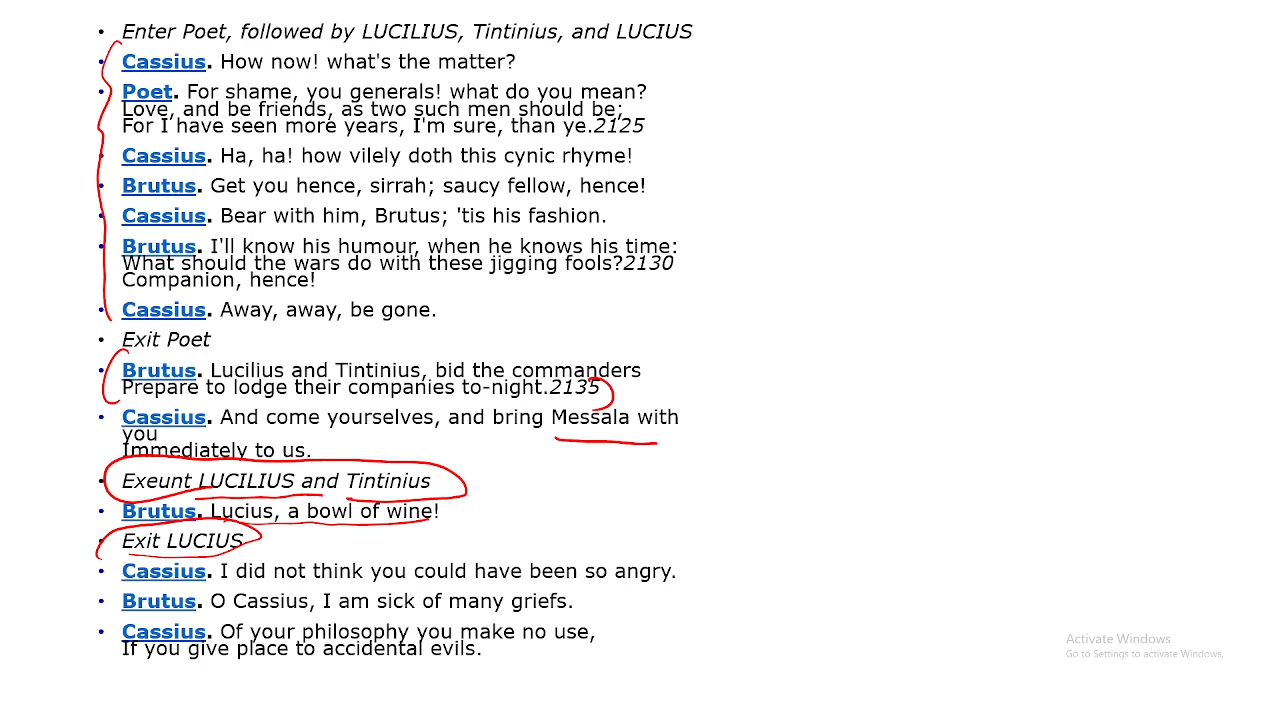 • Enter Poet, followed by LUCILIUS, Tintinius, and LUCIUS
• Cassius. How now! what's the matter?
• Poet. For shame, you generals! what do you mean?
Love, and be friends, as two such men should be;
For I have seen more years, I'm sure, than ye.2125
• Cassius. Ha, ha! how vilely doth this cynic rhyme!
• Brutus. Get you hence, sirrah; saucy fellow, hence!
• Cassius. Bear with him, Brutus; 'tis his fashion.
• Brutus. I'll know his humour, when he knows his time:
What should the wars do with these jigging fools?2130
Companion, hence!
• Cassius. Away, away, be gone.
• Exit Poet
• Brutus. Lucilius and Tintinius, bid the commanders
Prepare to lodge their companies to-night.2135
• Cassius. And come yourselves, and bring Messala with
you
Immediately to us.
• Exeunt LUCILIUS and Tintinius
• Brutus. Lucius, a bowl of wine!
• Exit LUCIUS
• Cassius. I did not think you could have been so angry.
• Brutus. O Cassius, I am sick of many griefs.
• Cassius. Of your philosophy you make no use,
If you give place to accidental evils.
Activate Windows
Go to Settings to activate Windows.